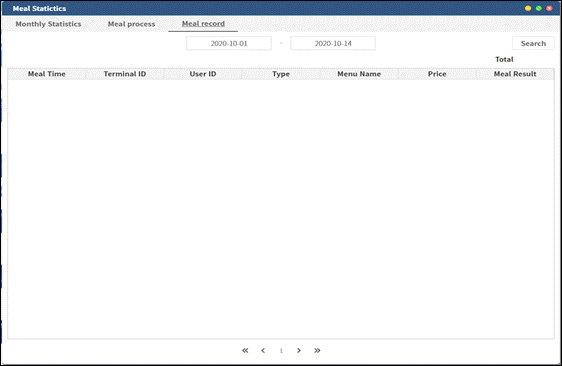 Meal Statictics
Monthly Statistics Meal process Meal record
2020-10-01 - 2020-10-14 Search
Total
Meal Time Terminal ID User ID Type Menu Name Price Meal Result
« ‹ 1 › »